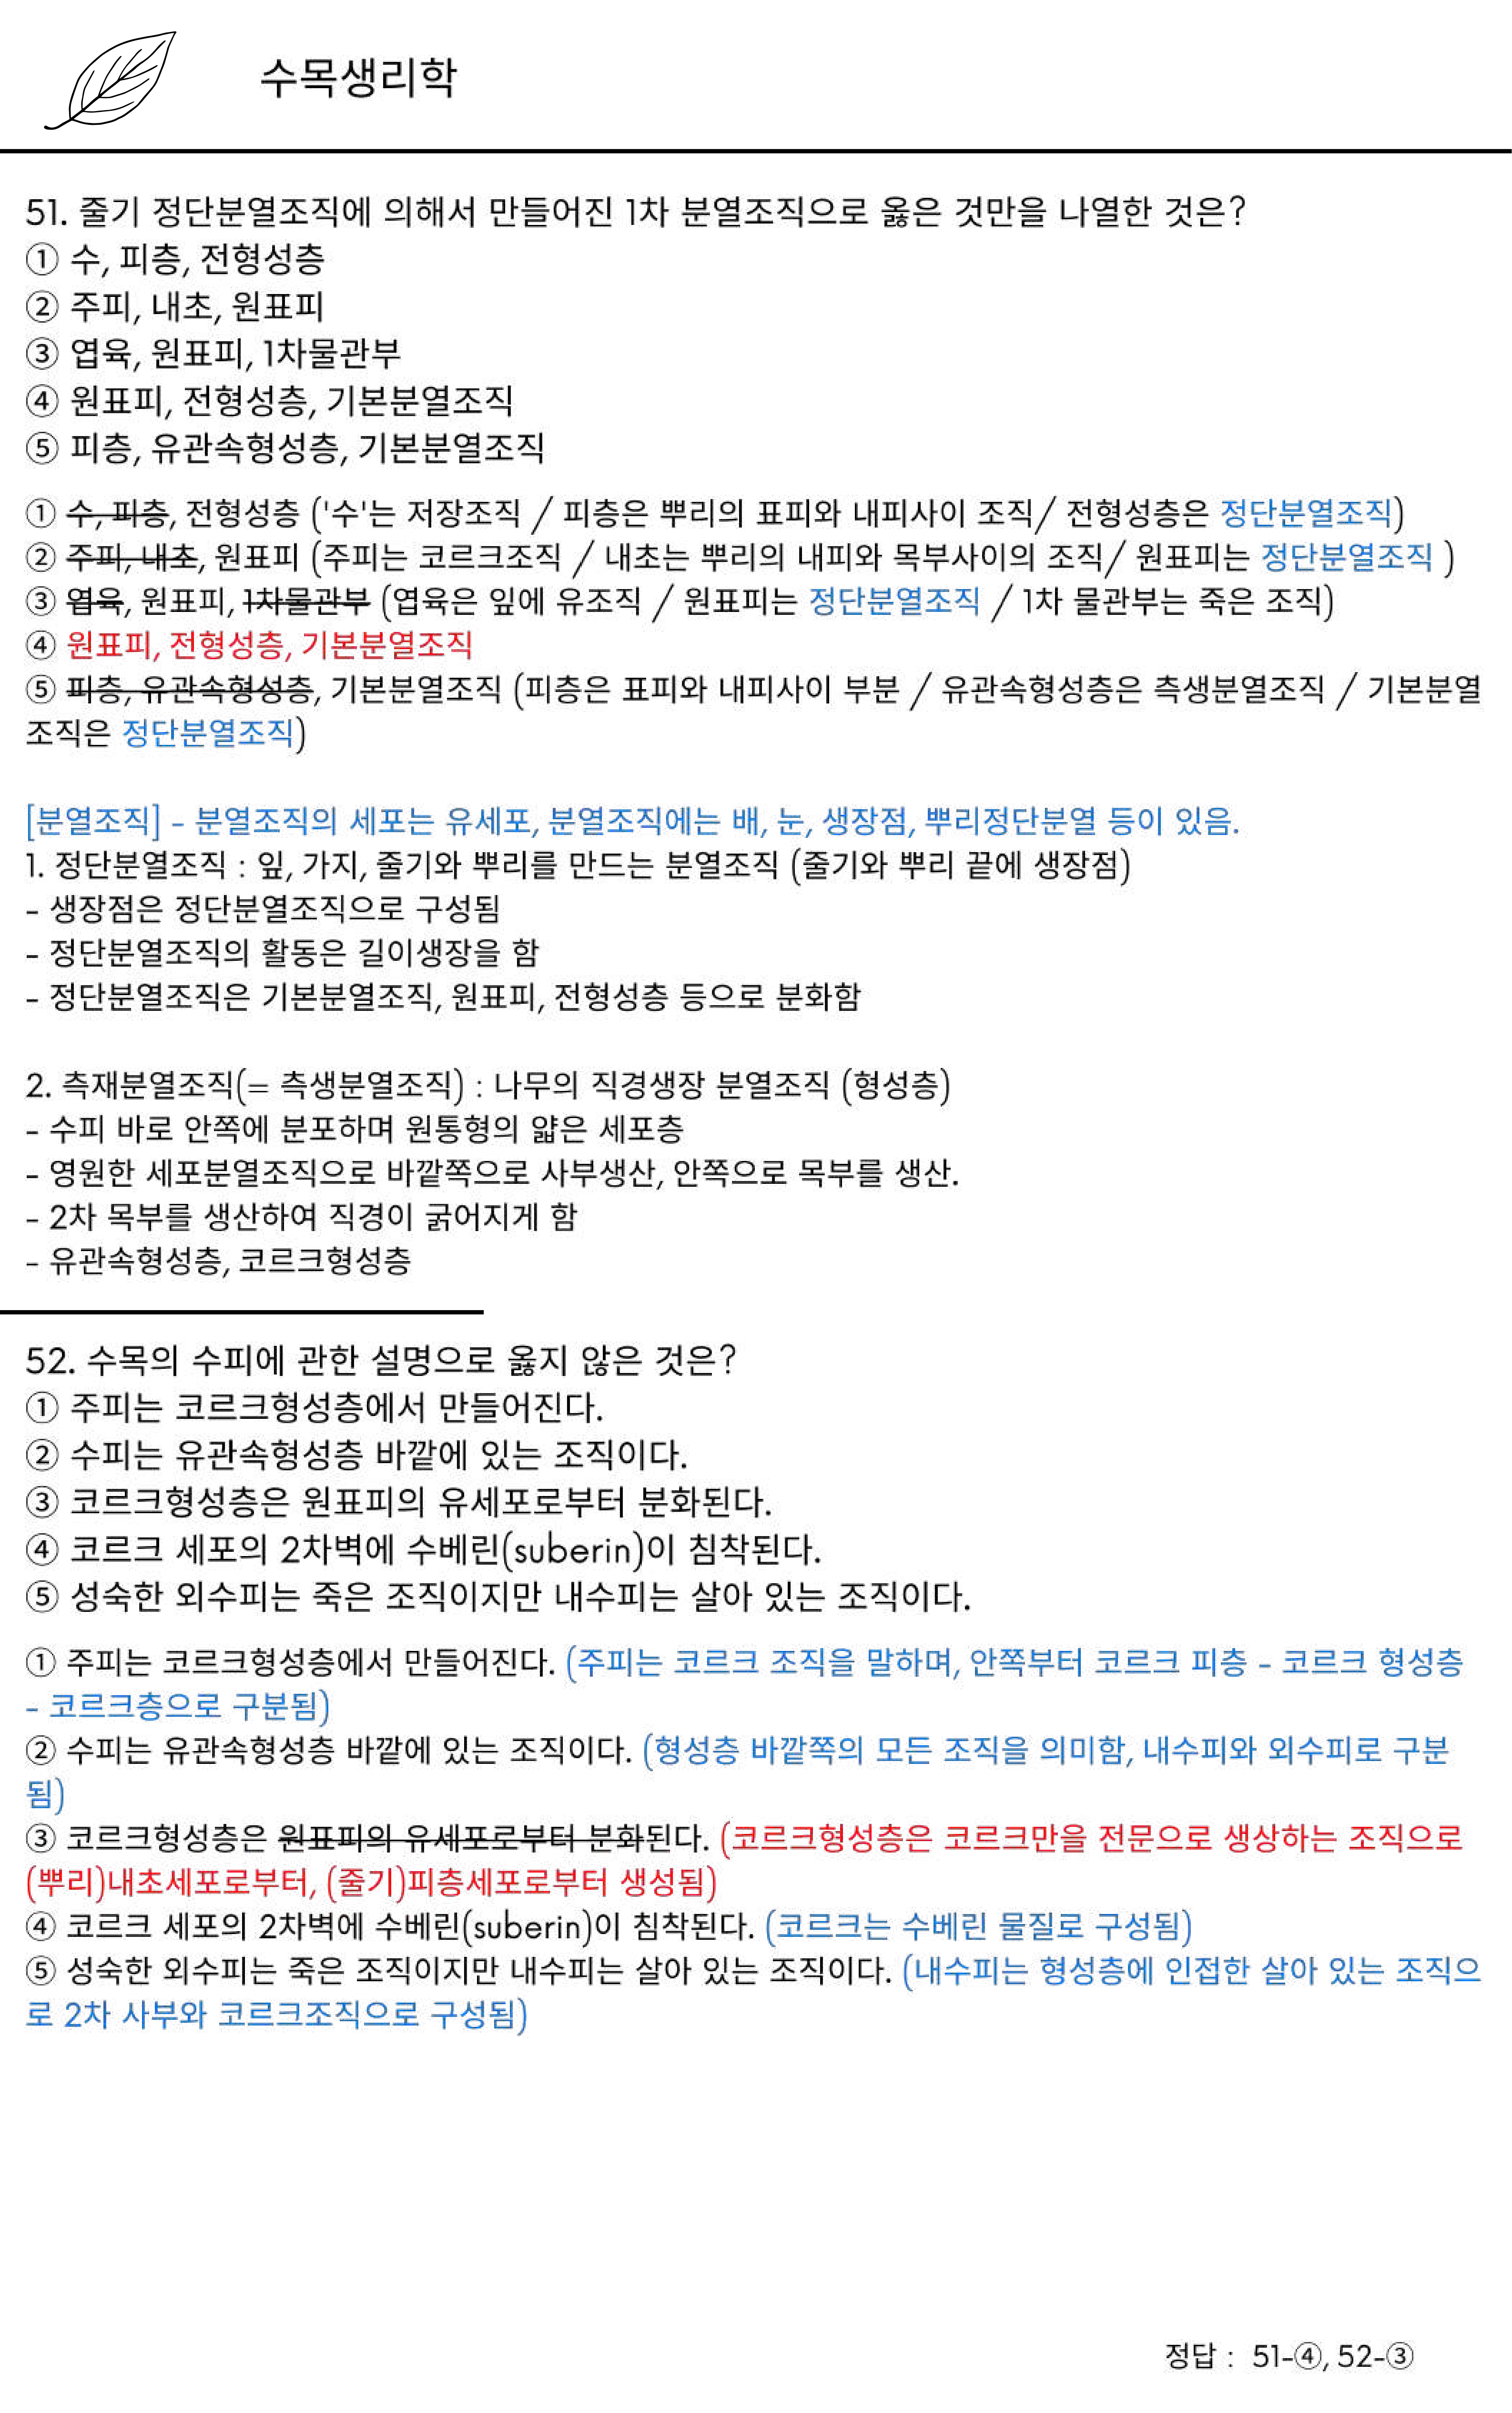 수목생리학
51. 줄기 정단분열조직에 의해서 만들어진 1차 분열조직으로 옳은 것만을 나열한 것은?
① 수, 피층, 전형성층
② 주피, 내초, 원표피
③ 엽육, 원표피, 1차물관부
④ 원표피, 전형성층, 기본분열조직
⑤ 피층, 유관속형성층, 기본분열조직
① 수, 피층, 전형성층 ('수'는 저장조직 / 피층은 뿌리의 표피와 내피사이 조직/ 전형성층은 정단분열조직)
② 주피, 내초, 원표피 (주피는 코르크조직 / 내초는 뿌리의 내피와 목부사이의 조직/ 원표피는 정단분열조직 )
③ 엽육, 원표피, 1차물관부 (엽육은 잎에 유조직 / 원표피는 정단분열조직 / 1차 물관부는 죽은 조직)
④ 원표피, 전형성층, 기본분열조직
⑤ 피층, 유관속형성층, 기본분열조직 (피층은 표피와 내피사이 부분 / 유관속형성층은 측생분열조직 / 기본분열
조직은 정단분열조직)
[분열조직] - 분열조직의 세포는 유세포, 분열조직에는 배, 눈, 생장점, 뿌리정단분열 등이 있음.
1. 정단분열조직 : 잎, 가지, 줄기와 뿌리를 만드는 분열조직 (줄기와 뿌리 끝에 생장점)
- 생장점은 정단분열조직으로 구성됨
- 정단분열조직의 활동은 길이생장을 함
- 정단분열조직은 기본분열조직, 원표피, 전형성층 등으로 분화함
2. 측재분열조직(= 측생분열조직) : 나무의 직경생장 분열조직 (형성층)
- 수피 바로 안쪽에 분포하며 원통형의 얇은 세포층
- 영원한 세포분열조직으로 바깥쪽으로 사부생산, 안쪽으로 목부를 생산.
- 2차 목부를 생산하여 직경이 굵어지게 함
- 유관속형성층, 코르크형성층
52. 수목의 수피에 관한 설명으로 옳지 않은 것은?
① 주피는 코르크형성층에서 만들어진다.
② 수피는 유관속형성층 바깥에 있는 조직이다.
③ 코르크형성층은 원표피의 유세포로부터 분화된다.
④ 코르크 세포의 2차벽에 수베린(suberin)이 침착된다.
⑤ 성숙한 외수피는 죽은 조직이지만 내수피는 살아 있는 조직이다.
① 주피는 코르크형성층에서 만들어진다. (주피는 코르크 조직을 말하며, 안쪽부터 코르크 피층 - 코르크 형성층
- 코르크층으로 구분됨)
② 수피는 유관속형성층 바깥에 있는 조직이다. (형성층 바깥쪽의 모든 조직을 의미함, 내수피와 외수피로 구분
됨)
③ 코르크형성층은 원표피의 유세포로부터 분화된다. (코르크형성층은 코르크만을 전문으로 생상하는 조직으로
(뿌리)내초세포로부터, (줄기)피층세포로부터 생성됨)
④ 코르크 세포의 2차벽에 수베린(suberin)이 침착된다. (코르크는 수베린 물질로 구성됨)
⑤ 성숙한 외수피는 죽은 조직이지만 내수피는 살아 있는 조직이다. (내수피는 형성층에 인접한 살아 있는 조직으
로 2차 사부와 코르크조직으로 구성됨)
정답 : 51-④, 52-③